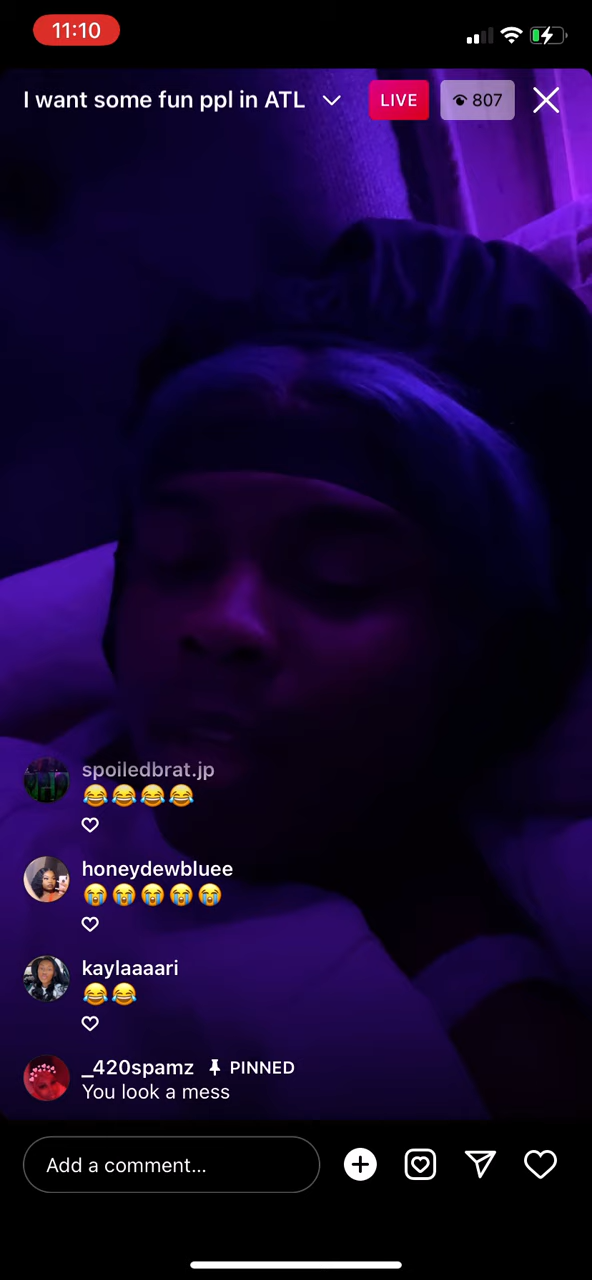 11:10
I want some fun ppl in ATL
LIVE
807
spoiledbrat.jp
😂😂😂😂
honeydewbluee
😭😭😭😭😭
kaylaaaari
😂😂
_420spamz PINNED
You look a mess
Add a comment...